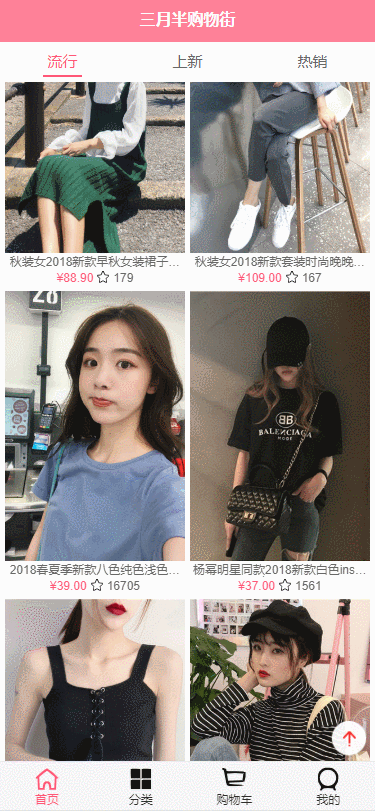 三月半购物街
流行 上新 热销
秋装女2018新款早秋女装裙子...
秋装女2018新款套装时尚晚晚...
¥88.90 179
¥109.00 167
28
BB
BALENCIAGA
MODE
2018春夏季新款八色纯色浅色...
杨幕明星同款2018新款白色ins...
¥39.00 16705
¥37.00 1561
首页 分类 购物车 我的